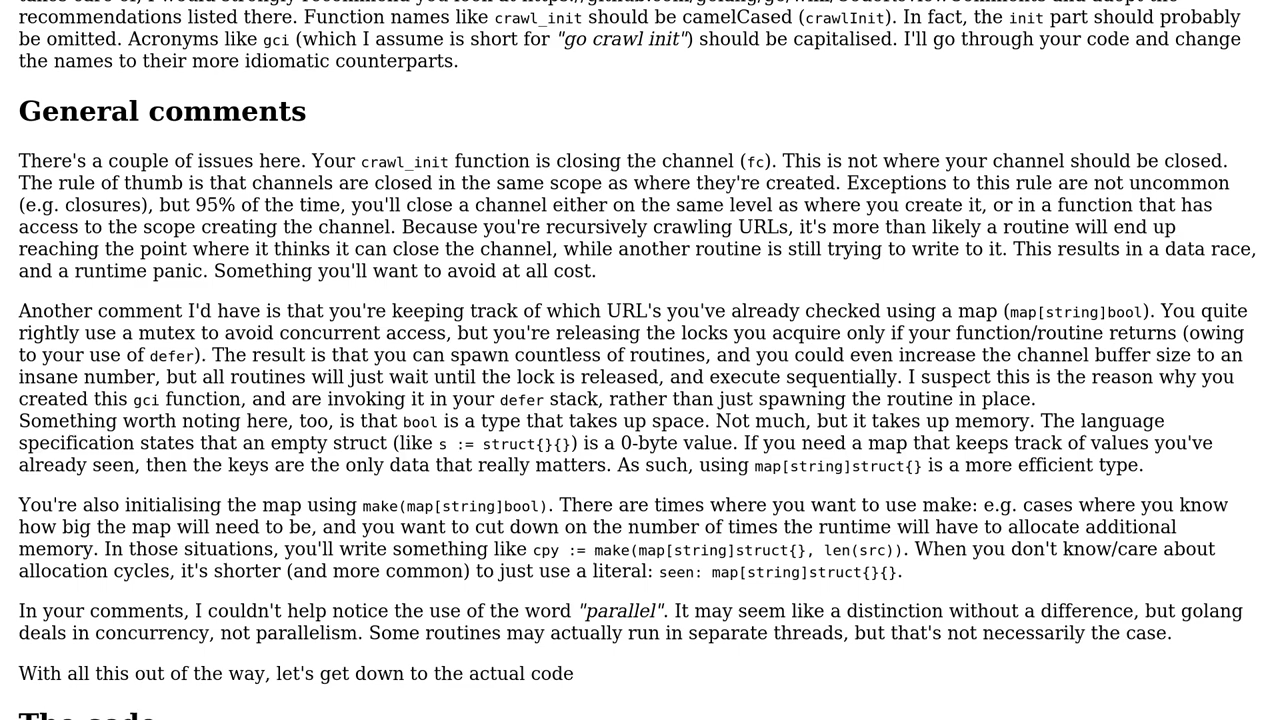 recommendations listed there. Function names like crawl_init should be camelCased (crawlInit). In fact, the init part should probably
be omitted. Acronyms like gci (which I assume is short for "go crawl init") should be capitalised. I'll go through your code and change
the names to their more idiomatic counterparts.
General comments
There's a couple of issues here. Your crawl_init function is closing the channel (fc). This is not where your channel should be closed.
The rule of thumb is that channels are closed in the same scope as where they're created. Exceptions to this rule are not uncommon
(e.g. closures), but 95% of the time, you'll close a channel either on the same level as where you create it, or in a function that has
access to the scope creating the channel. Because you're recursively crawling URLs, it's more than likely a routine will end up
reaching the point where it thinks it can close the channel, while another routine is still trying to write to it. This results in a data race,
and a runtime panic. Something you'll want to avoid at all cost.
Another comment I'd have is that you're keeping track of which URL's you've already checked using a map (map[string]bool). You quite
rightly use a mutex to avoid concurrent access, but you're releasing the locks you acquire only if your function/routine returns (owing
to your use of defer). The result is that you can spawn countless of routines, and you could even increase the channel buffer size to an
insane number, but all routines will just wait until the lock is released, and execute sequentially. I suspect this is the reason why you
created this gci function, and are invoking it in your defer stack, rather than just spawning the routine in place.
Something worth noting here, too, is that bool is a type that takes up space. Not much, but it takes up memory. The language
specification states that an empty struct (like s := struct{}{}) is a 0-byte value. If you need a map that keeps track of values you've
already seen, then the keys are the only data that really matters. As such, using map[string]struct{} is a more efficient type.
You're also initialising the map using make(map[string]bool). There are times where you want to use make: e.g. cases where you know
how big the map will need to be, and you want to cut down on the number of times the runtime will have to allocate additional
memory. In those situations, you'll write something like cpy := make(map[string]struct{}, len(src)). When you don't know/care about
allocation cycles, it's shorter (and more common) to just use a literal: seen: map[string]struct{}{}.
In your comments, I couldn't help notice the use of the word "parallel". It may seem like a distinction without a difference, but golang
deals in concurrency, not parallelism. Some routines may actually run in separate threads, but that's not necessarily the case.
With all this out of the way, let's get down to the actual code
The code